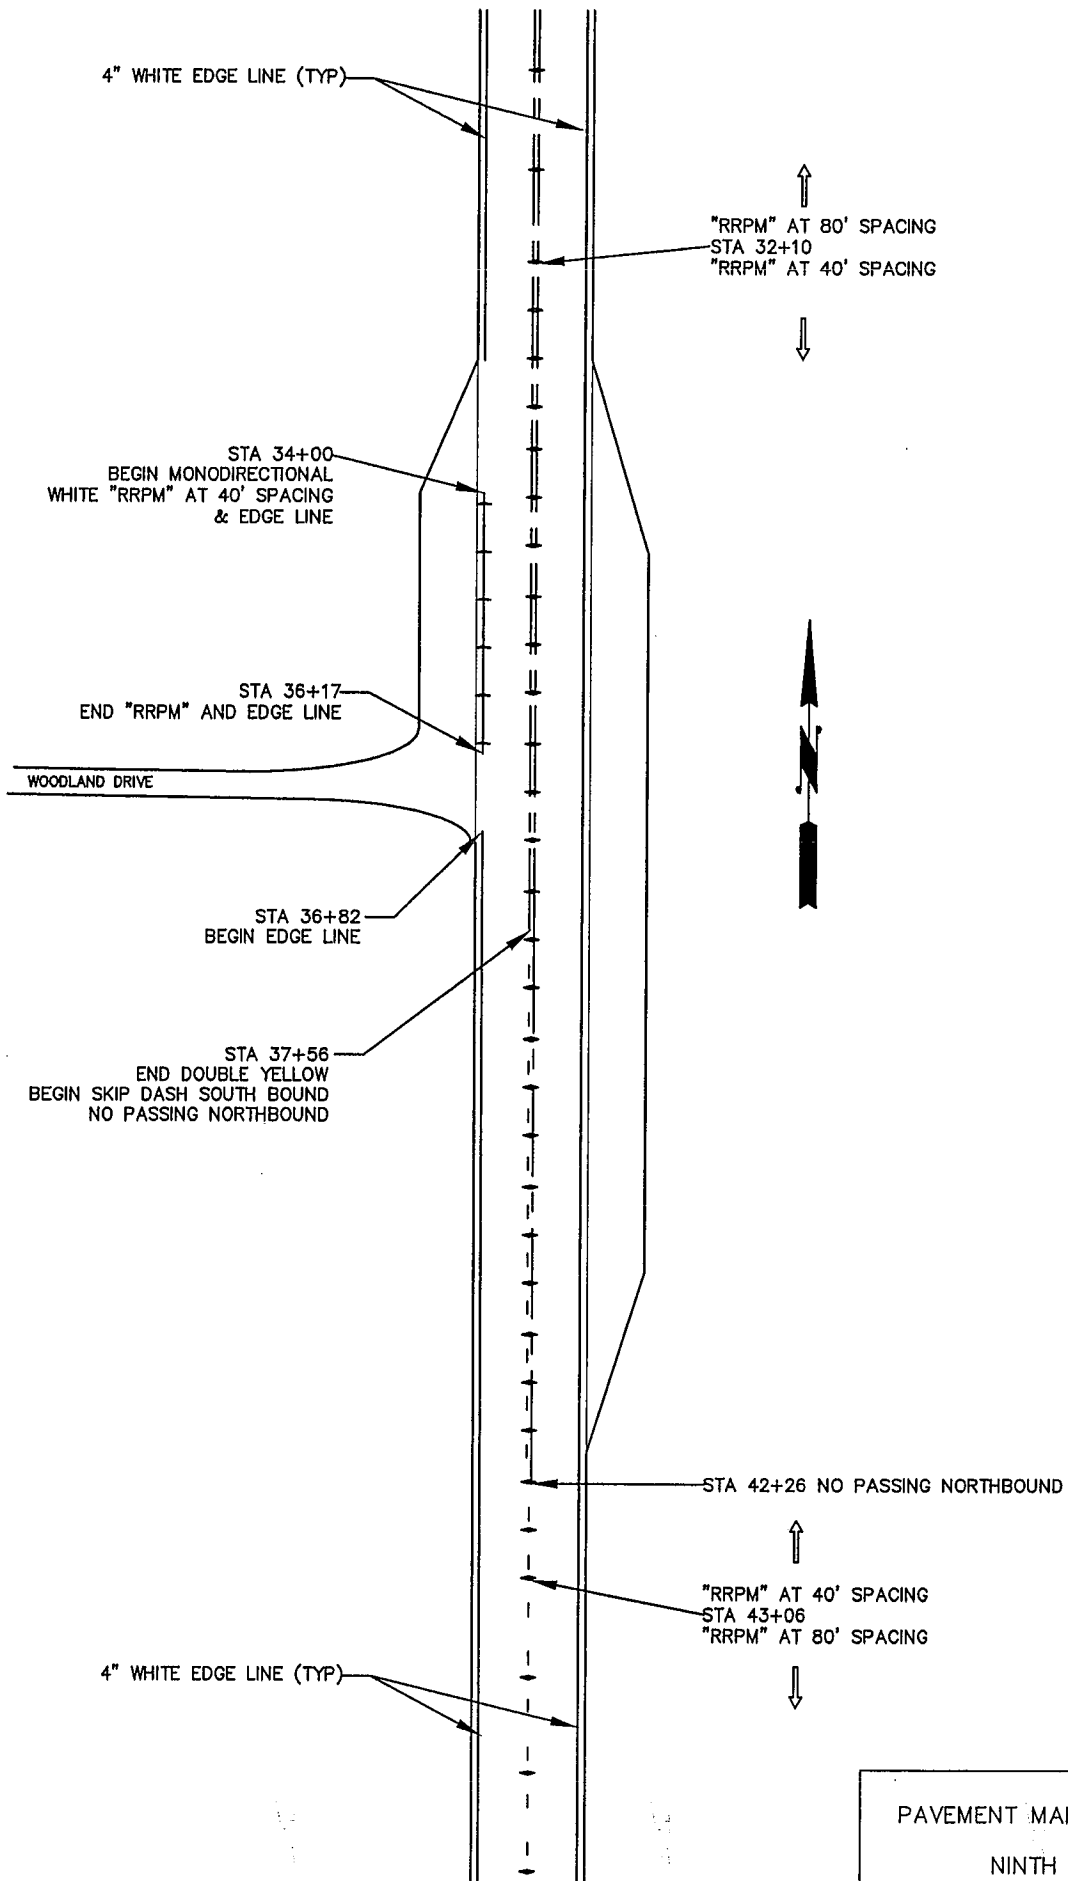 4" WHITE EDGE LINE (TYP)
"RRPM" AT 80' SPACING
STA 32+10
"RRPM" AT 40' SPACING
STA 34+00
BEGIN MONODIRECTIONAL
WHITE "RRPM" AT 40' SPACING
& EDGE LINE
STA 36+17
END "RRPM" AND EDGE LINE
N
WOODLAND DRIVE
STA 36+82
BEGIN EDGE LINE
STA 37+56
END DOUBLE YELLOW
BEGIN SKIP DASH SOUTH BOUND
NO PASSING NORTHBOUND
STA 42+26 NO PASSING NORTHBOUND
"RRPM" AT 40' SPACING
STA 43+06
"RRPM" AT 80' SPACING
4" WHITE EDGE LINE (TYP)
PAVEMENT
NINTH